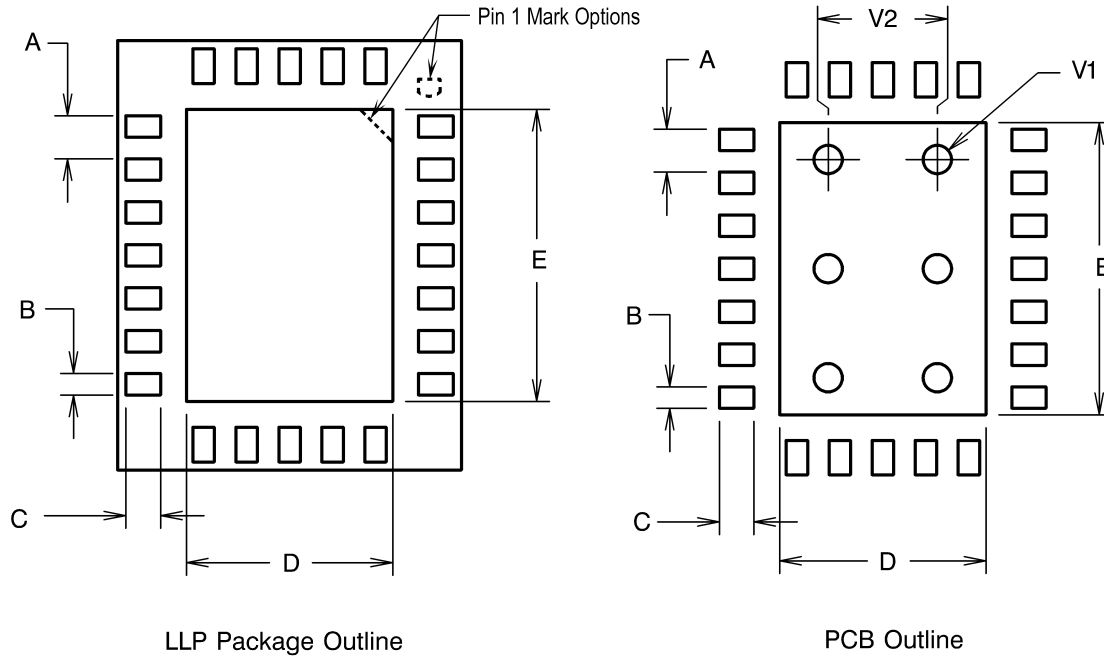 Pin 1 Mark Options
A
B
C
D
E
LLP Package Outline
V2
V1
A
B
C
D
E
PCB Outline